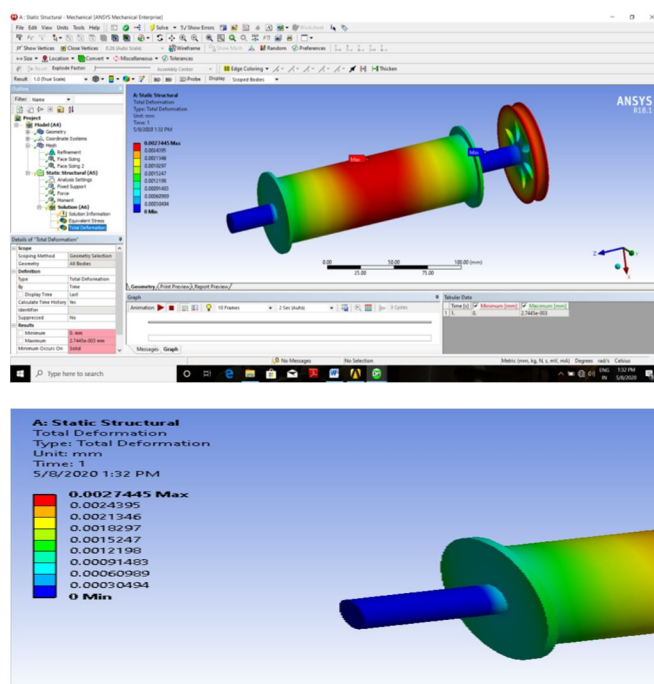 A : Static Structural - Mechanical [ANSYS Mechanical Enterprise]
File Edit View Units Tools Help Solve ?/ Show Errors Worksheet
Show Vertices Close Vertices (Auto Scale) Wireframe Show Mesh Random Preferences
Size Location Convert Miscellaneous Tolerances
Explode Factor Assembly Center Edge Coloring Thicken
Result 1.0 (True Scale) Probe Display Scoped Bodies
Outline
Filter: Name
Project
Model (A4)
Geometry
Coordinate Systems
Mesh
Refinement
Face Sizing
Face Sizing 2
Static Structural (A5)
Analysis Settings
Fixed Support
Force
Moment
Solution (A6)
Solution Information
Equivalent Stress
Total Deformation
Details of "Total Deformation"
Scope
Scoping Method Geometry Selection
Geometry All Bodies
Definition
Type Total Deformation
By Time
Display Time Last
Calculate Time History Yes
Identifier
Suppressed No
Results
Minimum 0. mm
Maximum 2.7445e-003 mm
Minimum Occurs On Solid
A: Static Structural
Total Deformation
Type: Total Deformation
Unit: mm
Time: 1
5/8/2020 1:32 PM
0.0027445 Max
0.0024395
0.0021346
0.0018297
0.0015247
0.0012198
0.00091483
0.00060989
0.00030494
0 Min
ANSYS
R18.1
Max
Min
0.00 50.00 100.00 (mm)
25.00 75.00
Geometry Print Preview Report Preview
Graph
Animation 10 Frames 2 Sec (Auto) 3 Cycles
Messages Graph
Tabular Data
Time [s] Minimum [mm] Maximum [mm]
1 1. 0. 2.7445e-003
No Messages No Selection Metric (mm, kg, N, s, mV, mA) Degrees rad/s Celsius
Type here to search
ENG 1:32 PM
IN 5/8/2020
A: Static Structural
Total Deformation
Type: Total Deformation
Unit: mm
Time: 1
5/8/2020 1:32 PM
0.0027445 Max
0.0024395
0.0021346
0.0018297
0.0015247
0.0012198
0.00091483
0.00060989
0.00030494
0 Min